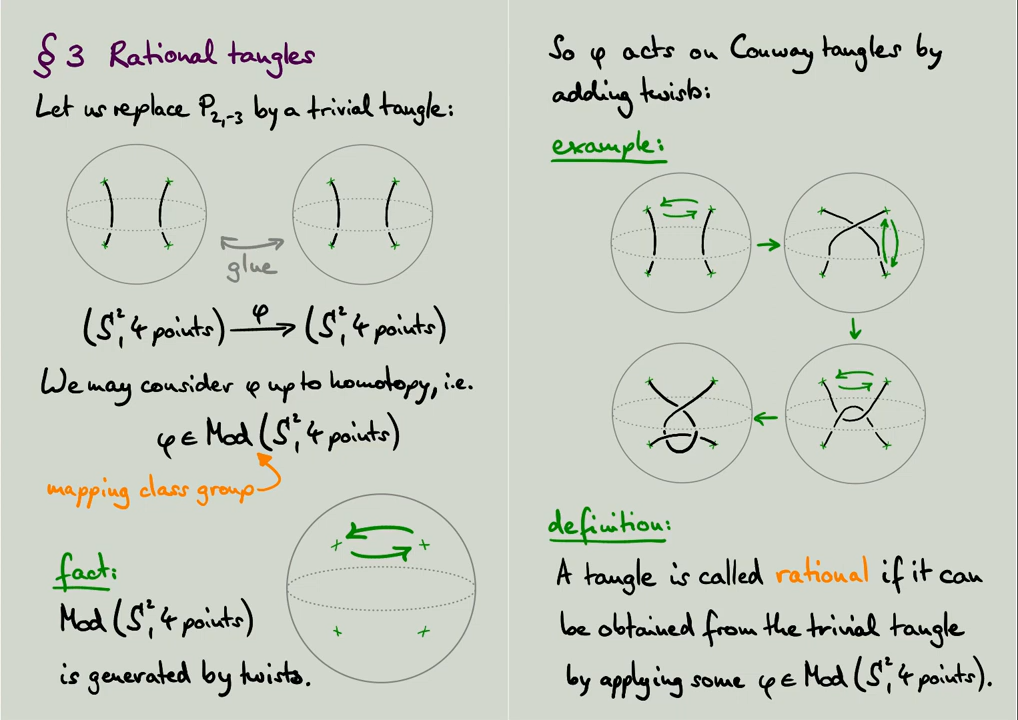 § 3 Rational tangles
Let us replace P₂,₋₃ by a trivial tangle:
glue
(S², 4 points) —φ→ (S², 4 points)
We may consider φ up to homotopy, i.e.
φ ∈ Mod (S², 4 points)
mapping class group
fact:
Mod (S², 4 points)
is generated by twists.
So φ acts on Conway tangles by
adding twists:
example:
definition:
A tangle is called rational if it can
be obtained from the trivial tangle
by applying some φ ∈ Mod (S², 4 points).